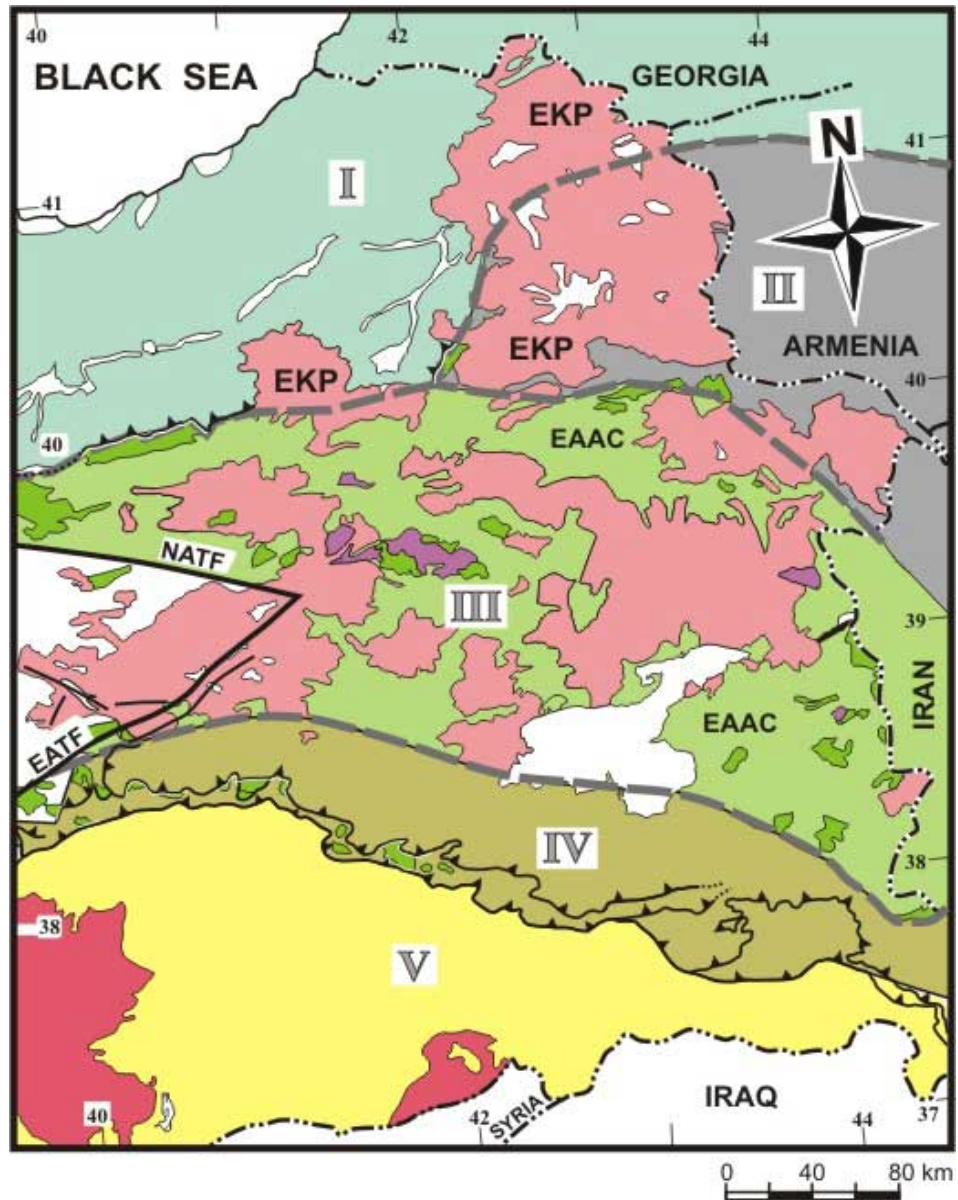 40
42
44
BLACK SEA
GEORGIA
EKP
41
N
I
41
II
EKP
ARMENIA
EKP
40
40
EAAC
NATF
III
39
IRAN
EAAC
EATF
IV
38
38
V
IRAQ
40
42
SYRIA
44
37
0 40 80 km